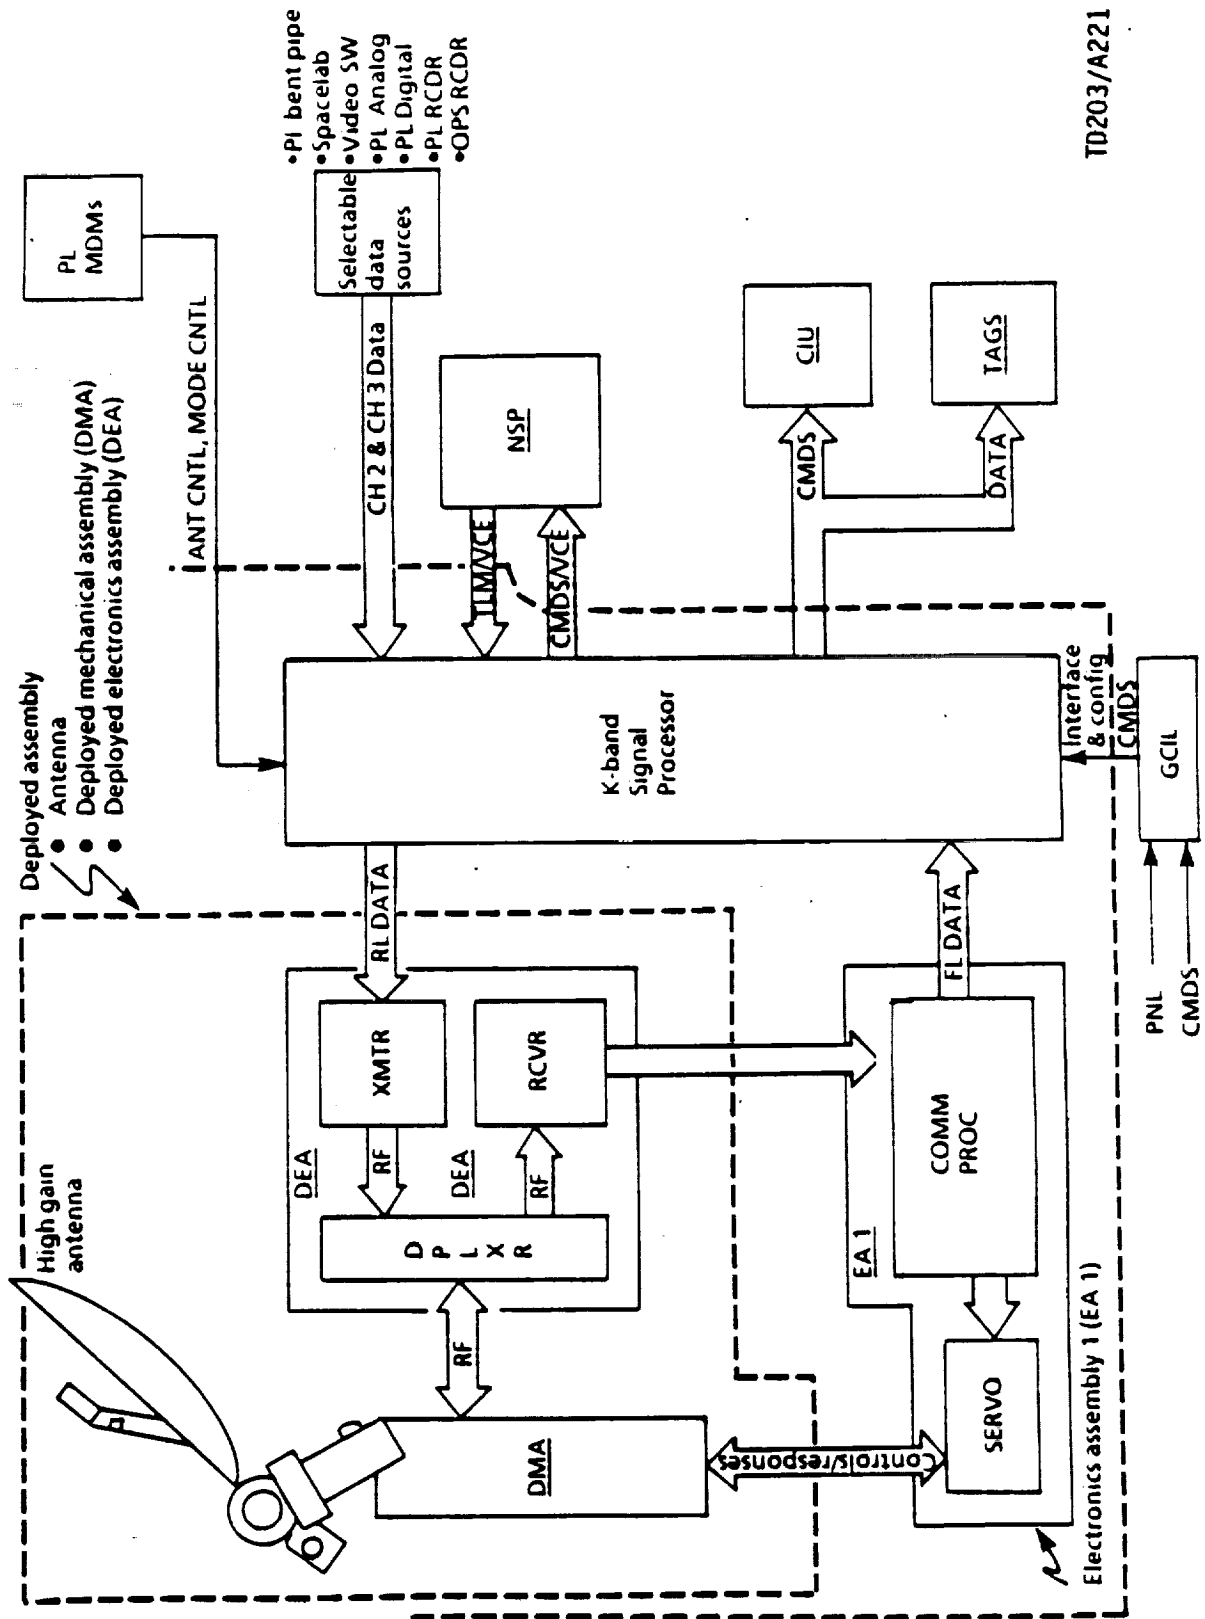 Deployed assembly
● Antenna
● Deployed mechanical assembly (DMA)
● Deployed electronics assembly (DEA)
High gain
antenna
PL
MDMs
ANT CNTL, MODE CNTL
Selectable
data
sources
•PI bent pipe
•Spacelab
•Video SW
•PL Analog
•PL Digital
•PL RCDR
•OPS RCDR
CH 2 & CH 3 Data
NSP
TLM/VCE
CMDS/VCE
CIU
CMDS
TAGS
DATA
K-band
Signal
Processor
RL DATA
FL DATA
Interface
& config
CMDS
GCIL
PNL
CMDS
DEA
XMTR
RF
DEA
RCVR
RF
D
P
L
X
R
RF
DMA
Controls/responses
EA 1
COMM
PROC
SERVO
Electronics assembly 1 (EA 1)
TD203/A221